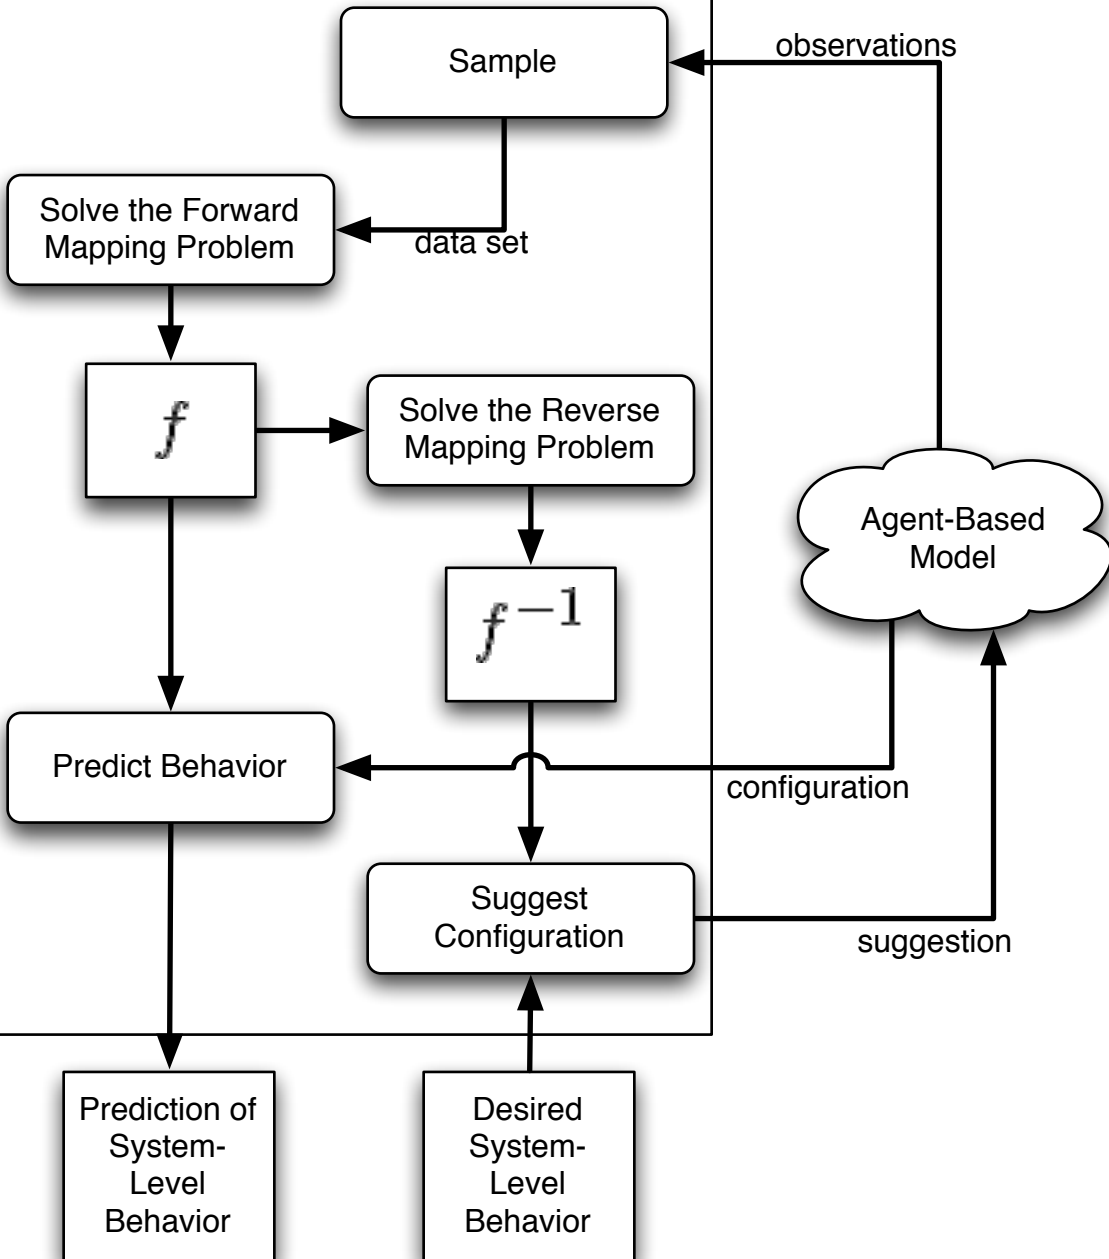 observations
Sample
Solve the Forward
Mapping Problem
data set
f
Solve the Reverse
Mapping Problem
Agent-Based
Model
f⁻¹
Predict Behavior
configuration
Suggest
Configuration
suggestion
Prediction of
System-
Level
Behavior
Desired
System-
Level
Behavior